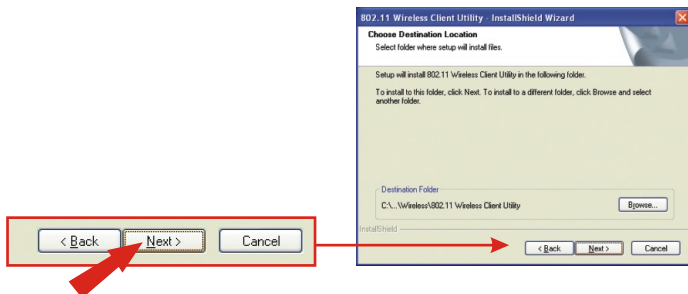 802.11 Wireless Client Utility - InstallShield Wizard
Choose Destination Location
Select folder where setup will install files.
Setup will install 802.11 Wireless Client Utility in the following folder.
To install to this folder, click Next. To install to a different folder, click Browse and select
another folder.
Destination Folder
C:\...\Wireless\802.11 Wireless Client Utility
Browse...
InstallShield
< Back Next > Cancel
< Back Next > Cancel